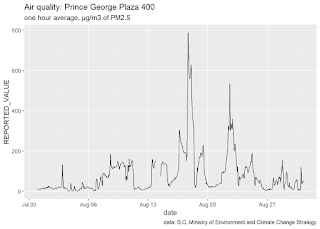 Air quality: Prince George Plaza 400
one hour average, µg/m3 of PM2.5
REPORTED_VALUE
800
600
400
200
0
Jul 30
Aug 06
Aug 13
Aug 20
Aug 27
date
data: B.C. Ministry of Environment and Climate Change Strategy